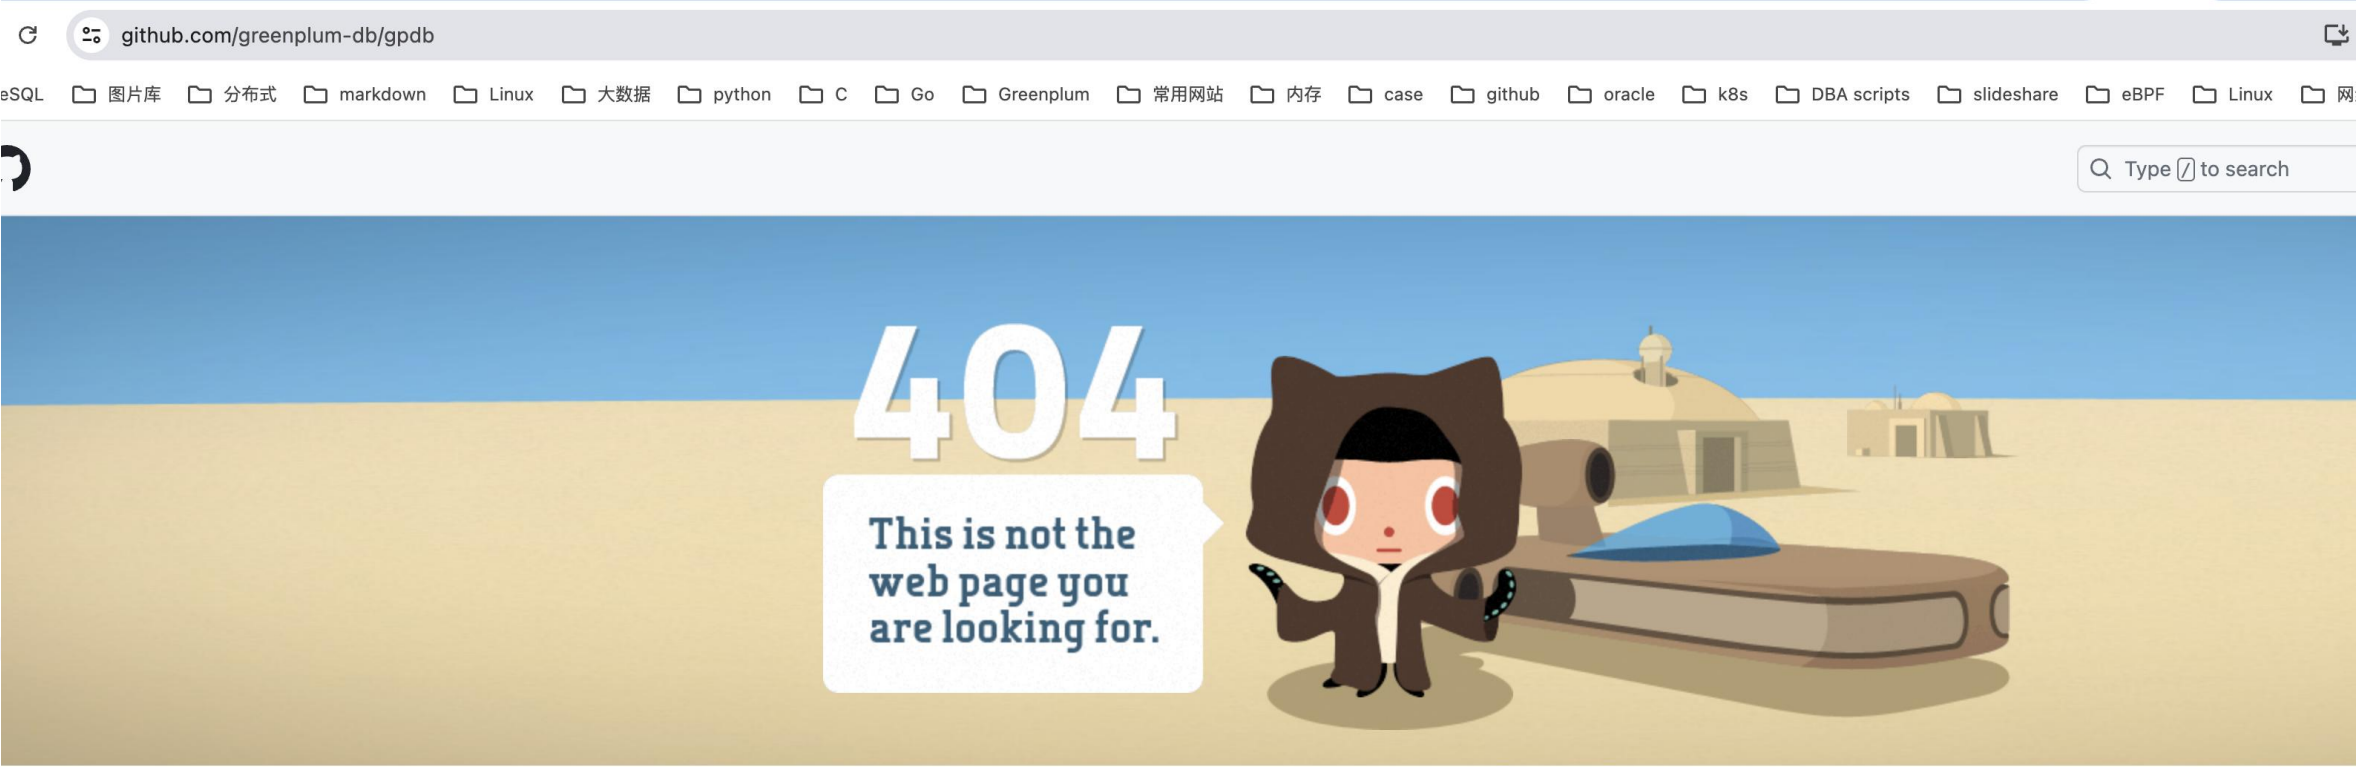 github.com/greenplum-db/gpdb
eSQL 图片库 分布式 markdown Linux 大数据 python C Go Greenplum 常用网站 内存 case github oracle k8s DBA scripts slideshare eBPF Linux 网
Type / to search
404
This is not the
web page you
are looking for.